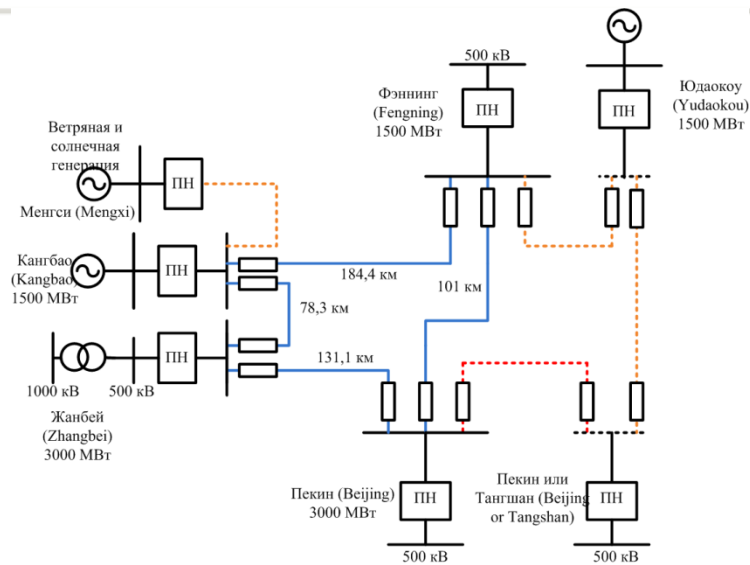 500 кВ
Фэннинг
(Fengning)
1500 МВт
ПН
ПН
Юдаокоу
(Yudaokou)
1500 МВт
Ветряная и
солнечная
генерация
ПН
Менгси (Mengxi)
Кангбао
(Kangbao)
1500 МВт
ПН
184,4 км
101 км
78,3 км
ПН
131,1 км
1000 кВ
500 кВ
Жанбей
(Zhangbei)
3000 МВт
Пекин (Beijing)
3000 МВт
ПН
500 кВ
Пекин или
Тангшан (Beijing
or Tangshan)
ПН
500 кВ